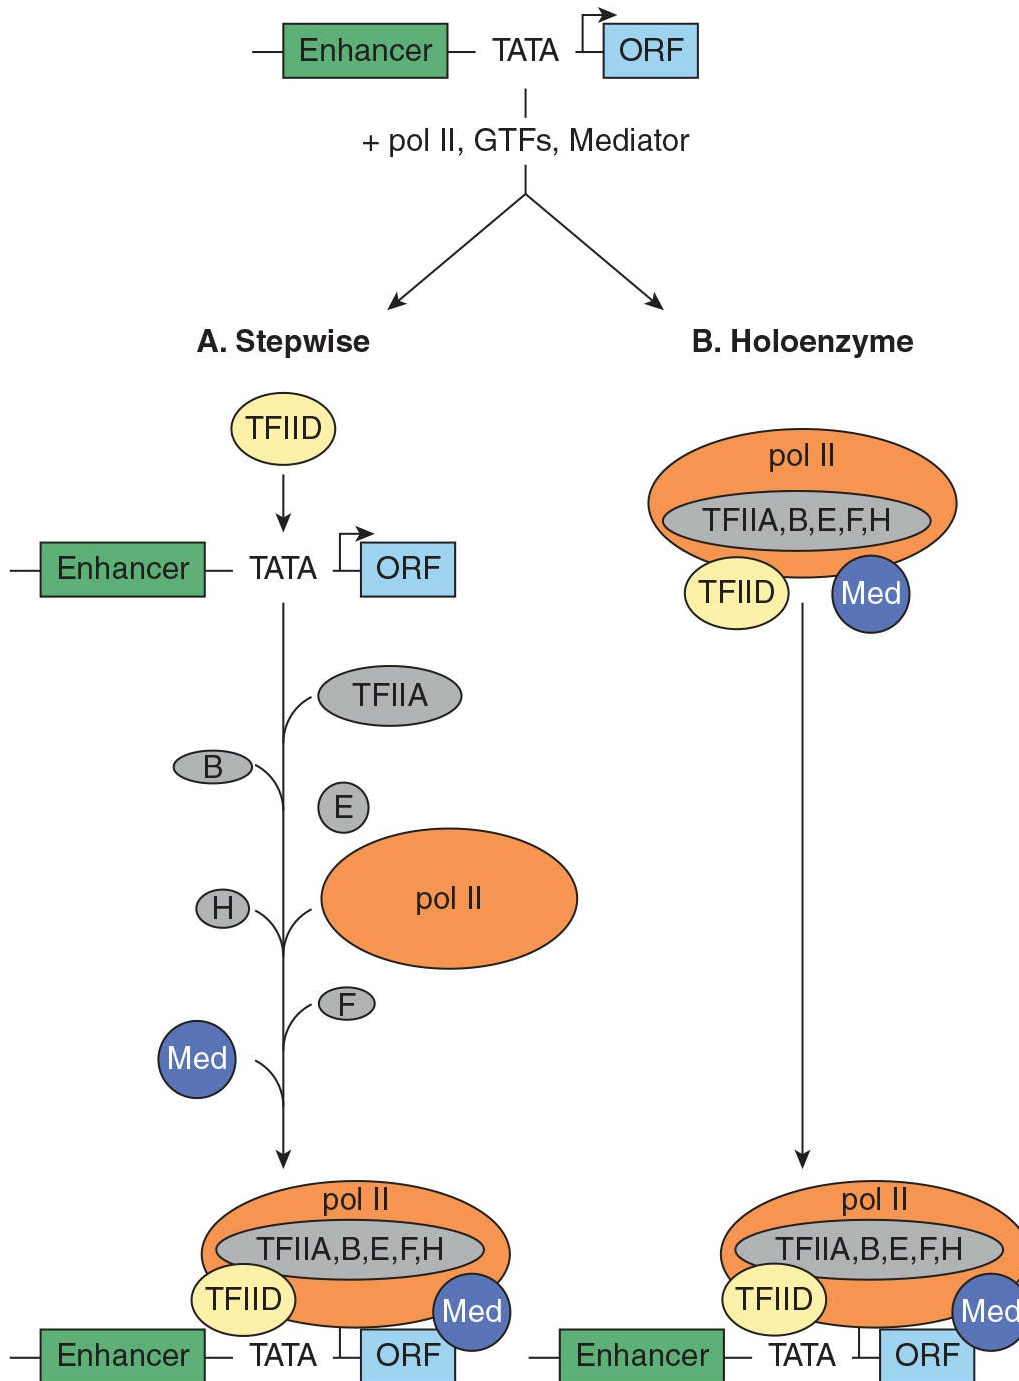 Enhancer TATA ORF
+ pol II, GTFs, Mediator
A. Stepwise
TFIID
Enhancer TATA ORF
TFIIA
B
E
pol II
H
F
Med
pol II
TFIIA,B,E,F,H
TFIID
Med
Enhancer TATA ORF
B. Holoenzyme
pol II
TFIIA,B,E,F,H
TFIID
Med
pol II
TFIIA,B,E,F,H
TFIID
Med
Enhancer TATA ORF